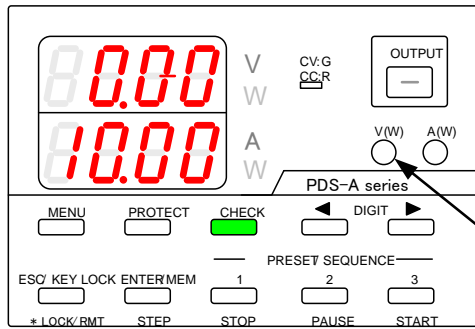 0.00 V
W
10.00 A
W
CV:G
CC:R
OUTPUT
V(W) A(W)
PDS-A series
MENU PROTECT CHECK ◀ DIGIT ▶
PRESET/ SEQUENCE
ESC/ KEY LOCK ENTER/MEM 1 2 3
* LOCK/ RMT STEP STOP PAUSE START